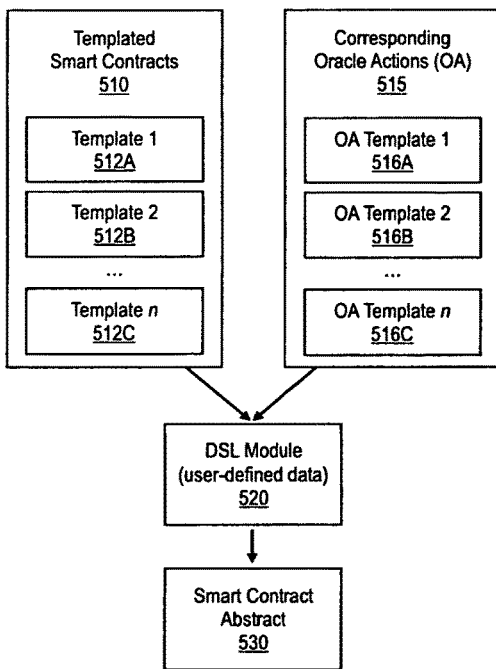 Templated
Smart Contracts
510
Template 1
512A
Template 2
512B
...
Template n
512C
Corresponding
Oracle Actions (OA)
515
OA Template 1
516A
OA Template 2
516B
...
OA Template n
516C
DSL Module
(user-defined data)
520
Smart Contract
Abstract
530